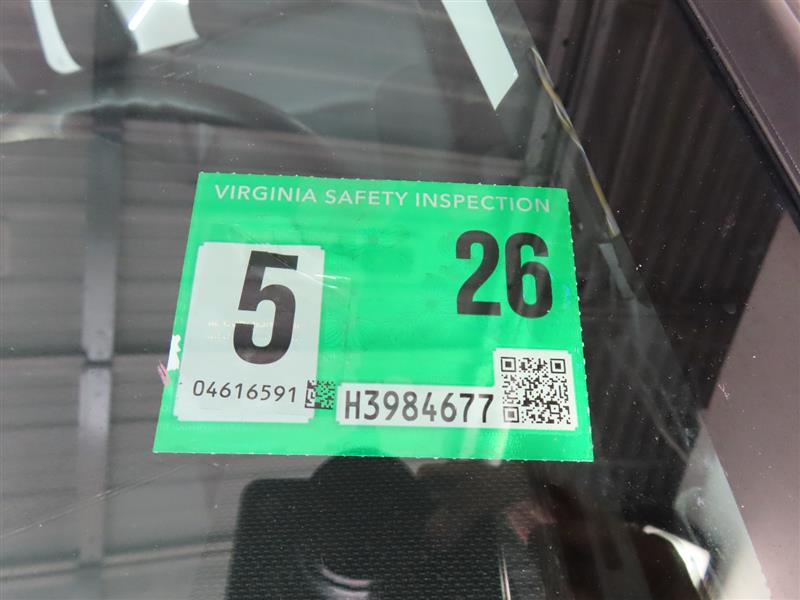 VIRGINIA SAFETY INSPECTION
5
26
04616591
H3984677